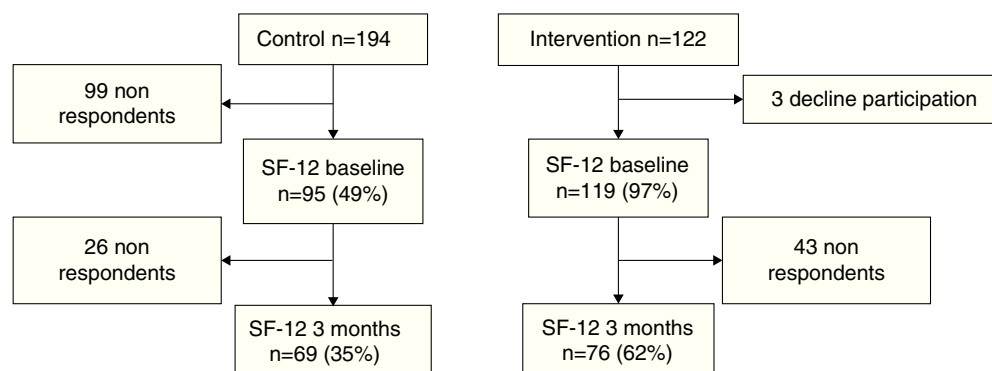 Control n=194
Intervention n=122
99 non
respondents
3 decline participation
SF-12 baseline
n=95 (49%)
SF-12 baseline
n=119 (97%)
26 non
respondents
43 non
respondents
SF-12 3 months
n=69 (35%)
SF-12 3 months
n=76 (62%)